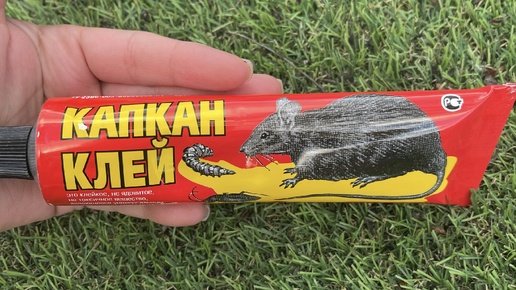 КАПКАН
КЛЕЙ
ЭТО КЛЕЙКОЕ, НЕ ЯДОВИТОЕ,
НЕ ТОКСИЧНОЕ ВЕЩЕСТВО,